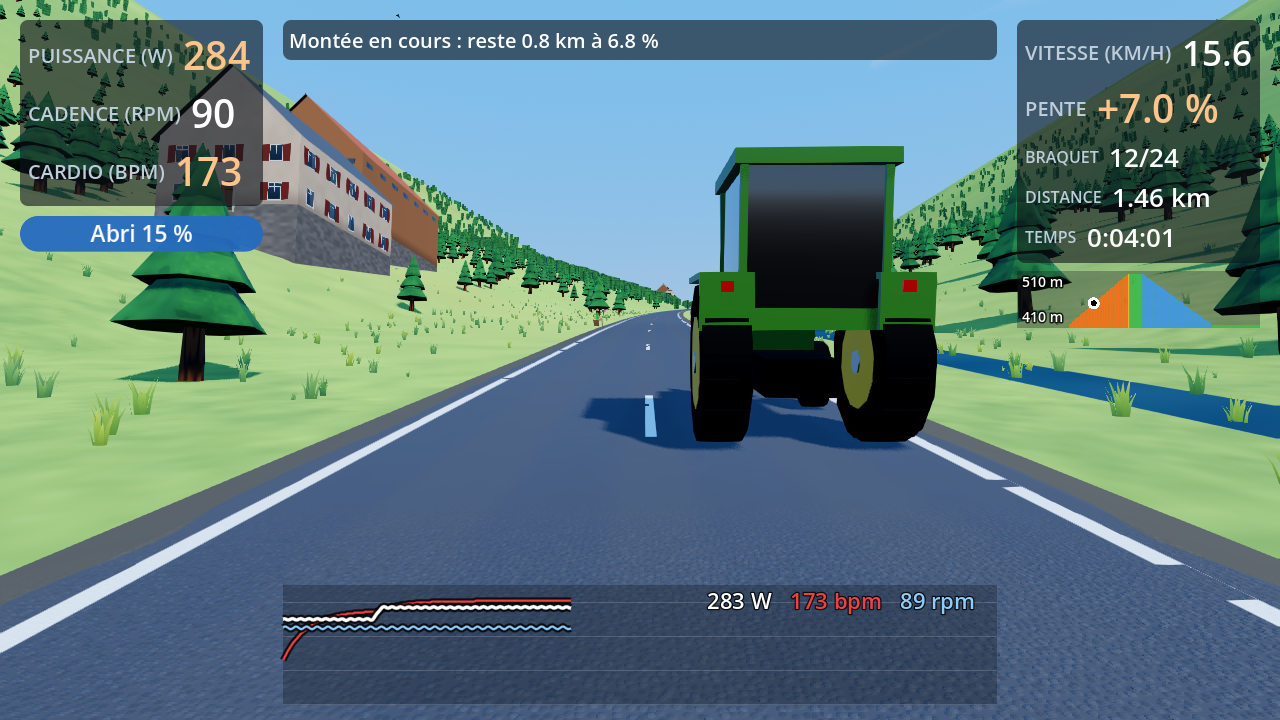 PUISSANCE (W) 284
CADENCE (RPM) 90
CARDIO (BPM) 173
Abri 15 %
Montée en cours : reste 0.8 km à 6.8 %
VITESSE (KM/H) 15.6
PENTE +7.0 %
BRAQUET 12/24
DISTANCE 1.46 km
TEMPS 0:04:01
510 m
410 m
283 W 173 bpm 89 rpm